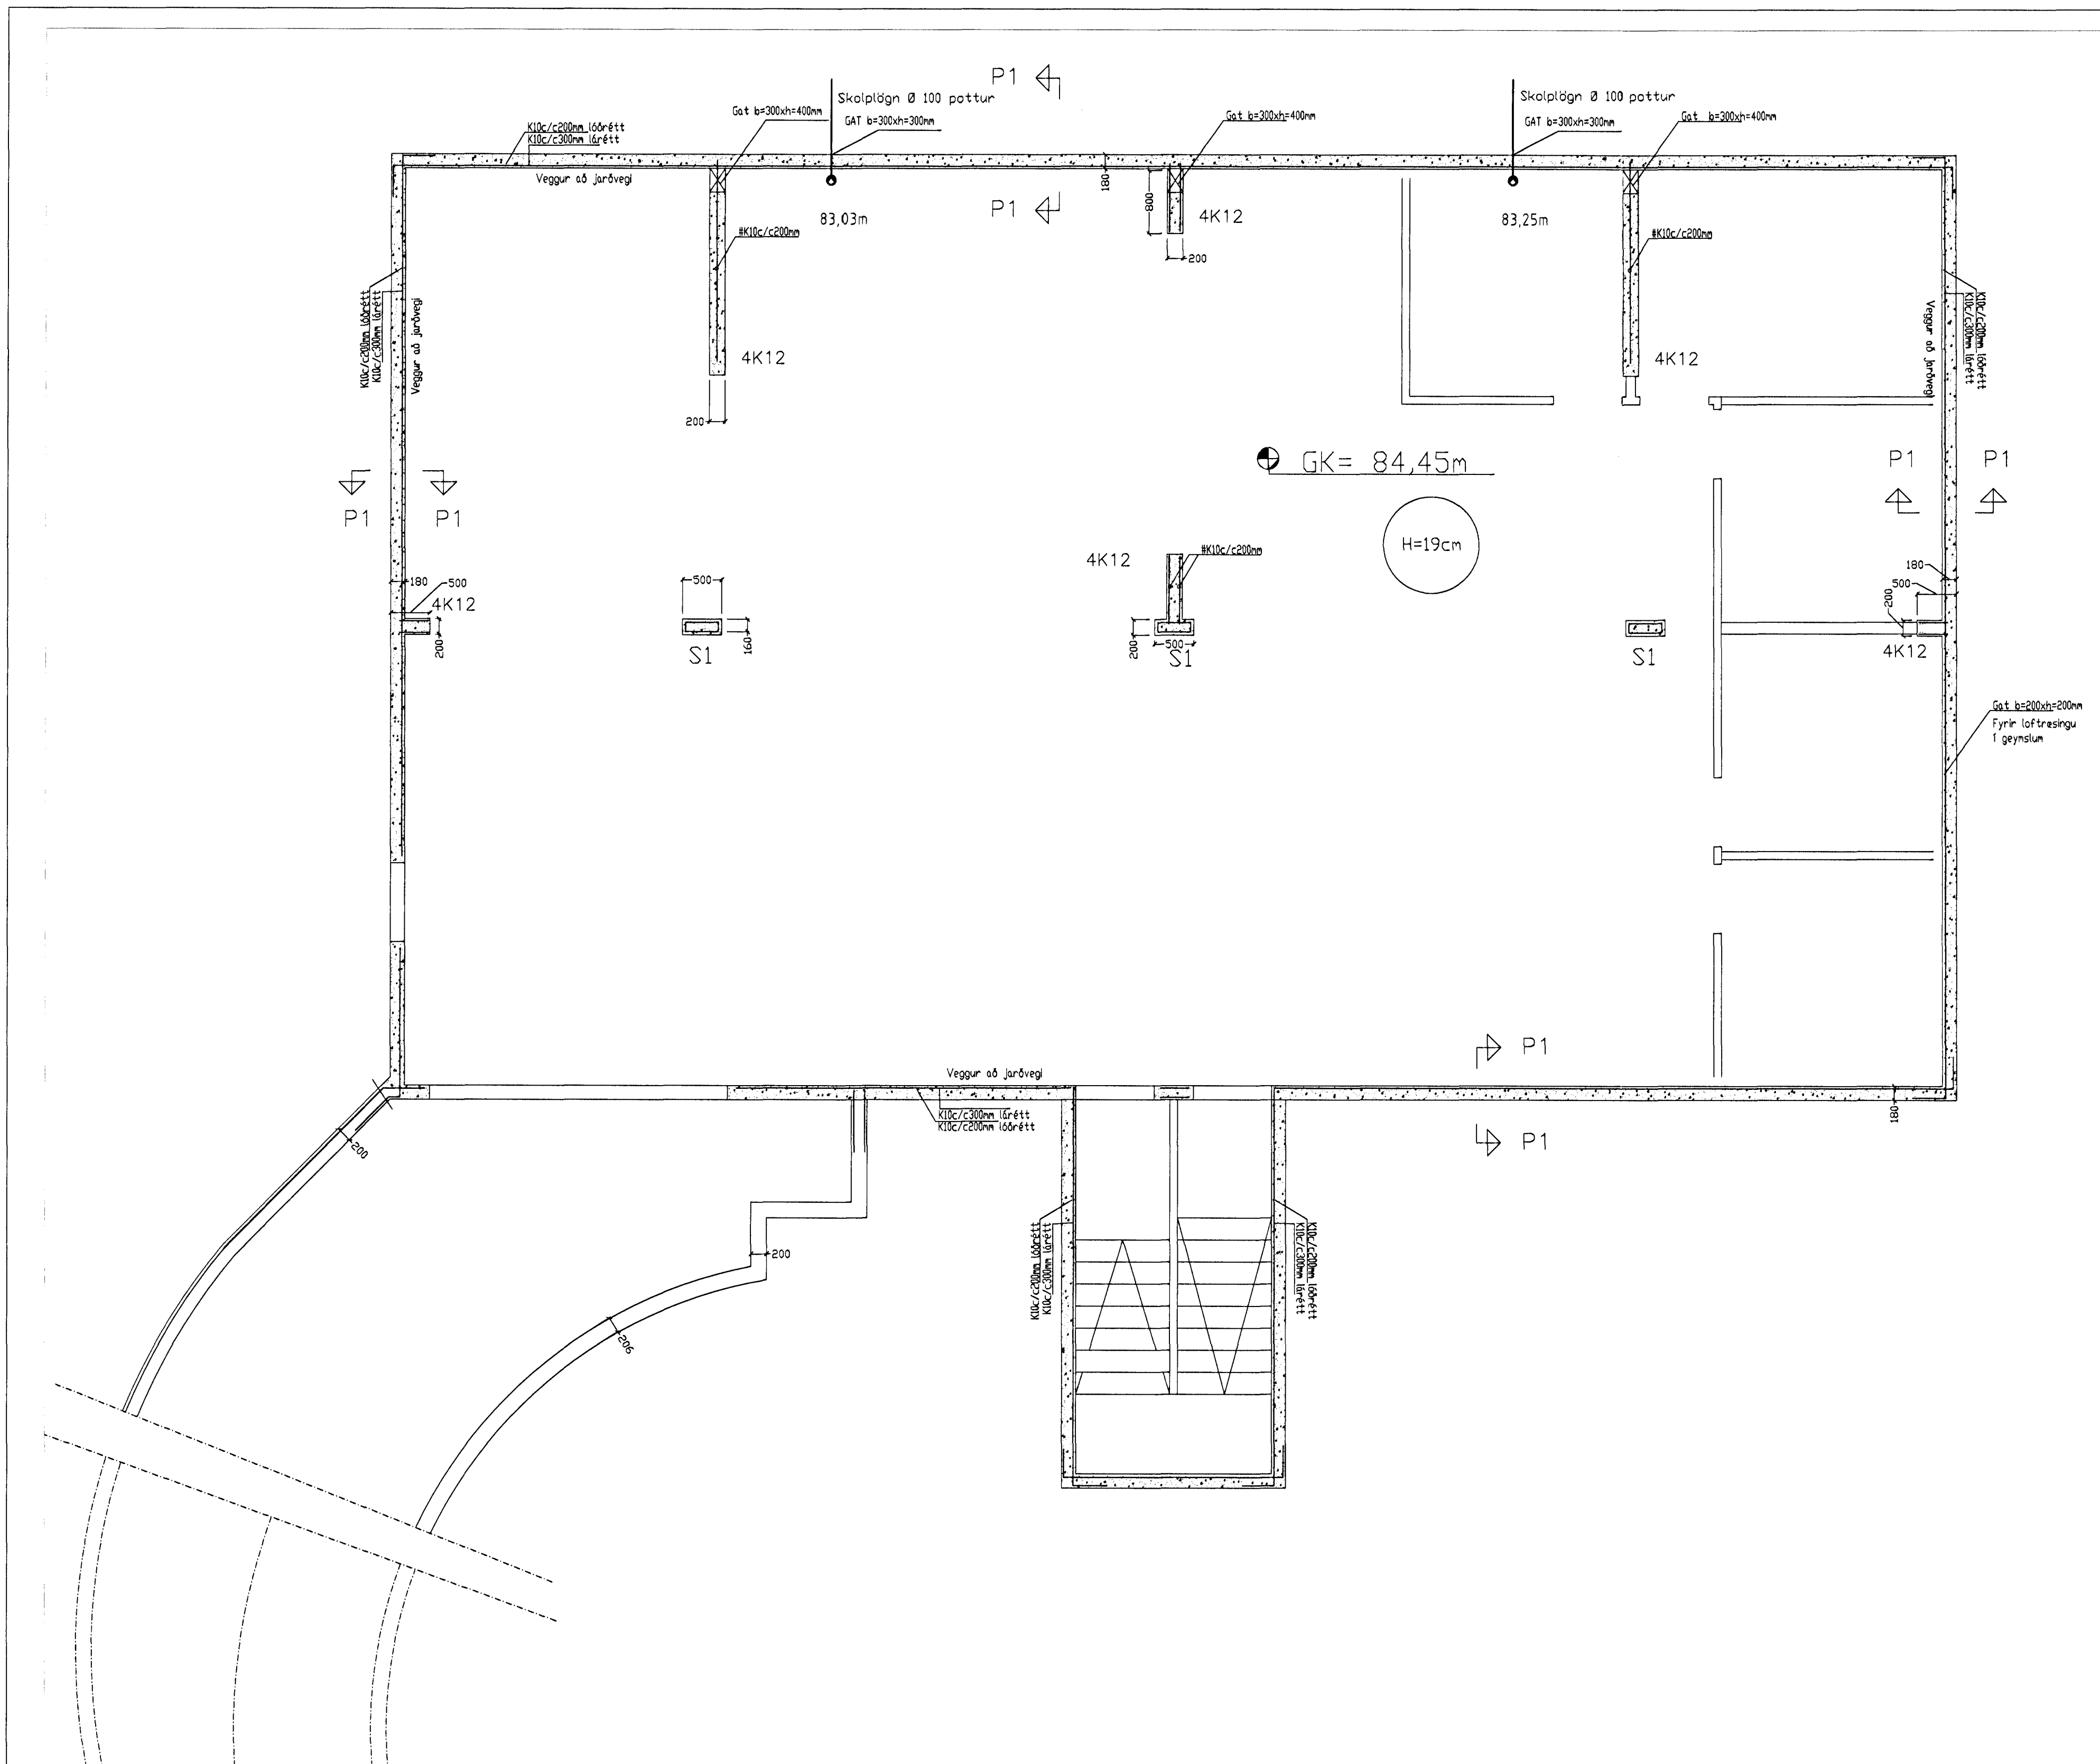 P1
Skolplögn Ø 100 pottur
Gat b=300xh=400mm
GAT b=300xh=300mm
K10c/c200mm lóðrétt
K10c/c300mm lárétt
Veggur að jarðvegi
Gat b=300xh=400mm
Skolplögn Ø 100 pottur
GAT b=300xh=300mm
Gat b=300xh=400mm
180
800
P1
83,03m
4K12
83,25m
#K10c/c200mm
#K10c/c200mm
200
K10c/c200mm lóðrétt
K10c/c300mm lárétt
Veggur að jarðvegi
4K12
4K12
200
Veggur að jarðvegi
K10c/c200mm lóðrétt
K10c/c300mm lárétt
GK= 84,45m
P1
P1
P1
P1
H=19cm
4K12
#K10c/c200mm
180
500
4K12
200
500
160
S1
200
500
S1
S1
180
500
200
4K12
Gat b=200xh=200mm
Fyrir loftræsingu
í geymslum
P1
Veggur að jarðvegi
K10c/c300mm lárétt
K10c/c200mm lóðrétt
180
P1
200
200
206
K10c/c200mm lóðrétt
K10c/c300mm lárétt
K10c/c200mm lóðrétt
K10c/c300mm lárétt